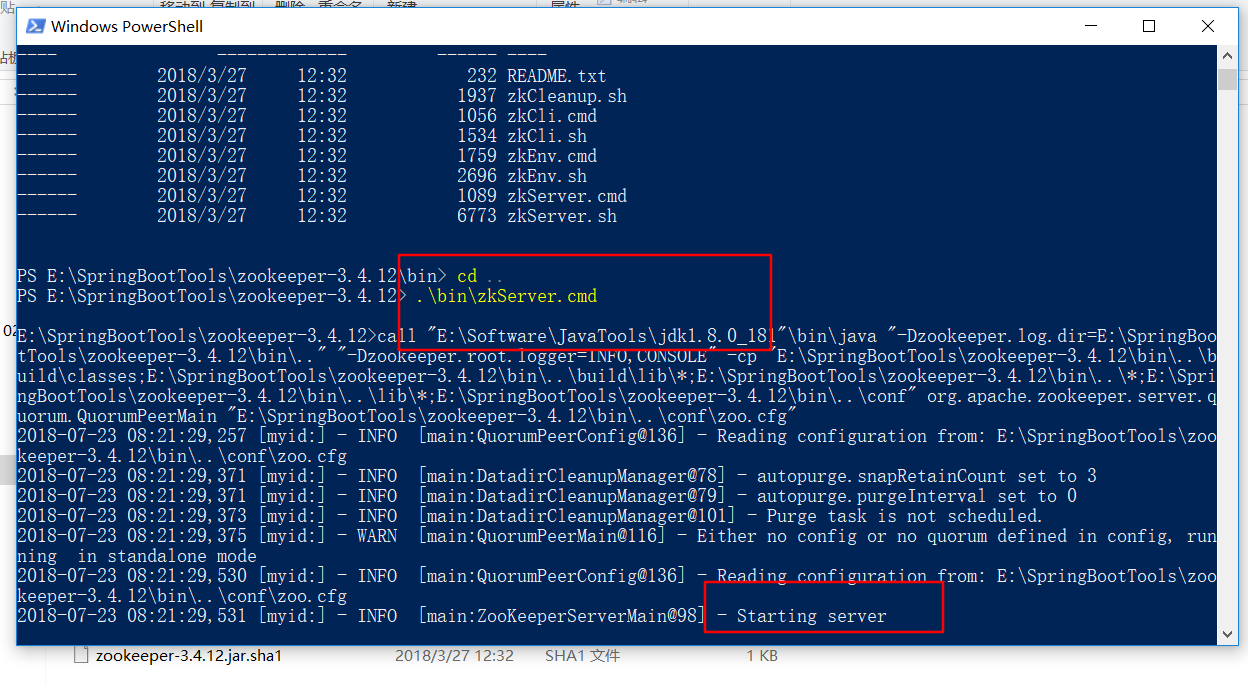 Windows PowerShell
---- ------------- ------ ----
------ 2018/3/27 12:32 232 README.txt
------ 2018/3/27 12:32 1937 zkCleanup.sh
------ 2018/3/27 12:32 1056 zkCli.cmd
------ 2018/3/27 12:32 1534 zkCli.sh
------ 2018/3/27 12:32 1759 zkEnv.cmd
------ 2018/3/27 12:32 2696 zkEnv.sh
------ 2018/3/27 12:32 1089 zkServer.cmd
------ 2018/3/27 12:32 6773 zkServer.sh
PS E:\SpringBootTools\zookeeper-3.4.12\bin> cd ..
PS E:\SpringBootTools\zookeeper-3.4.12> .\bin\zkServer.cmd
E:\SpringBootTools\zookeeper-3.4.12>call "E:\Software\JavaTools\jdk1.8.0_181"\bin\java "-Dzookeeper.log.dir=E:\SpringBoo
tTools\zookeeper-3.4.12\bin\.." "-Dzookeeper.root.logger=INFO,CONSOLE" -cp "E:\SpringBootTools\zookeeper-3.4.12\bin\..\b
uild\classes;E:\SpringBootTools\zookeeper-3.4.12\bin\..\build\lib\*;E:\SpringBootTools\zookeeper-3.4.12\bin\..\*;E:\Spri
ngBootTools\zookeeper-3.4.12\bin\..\lib\*;E:\SpringBootTools\zookeeper-3.4.12\bin\..\conf" org.apache.zookeeper.server.q
uorum.QuorumPeerMain "E:\SpringBootTools\zookeeper-3.4.12\bin\..\conf\zoo.cfg"
2018-07-23 08:21:29,257 [myid:] - INFO  [main:QuorumPeerConfig@136] - Reading configuration from: E:\SpringBootTools\zoo
keeper-3.4.12\bin\..\conf\zoo.cfg
2018-07-23 08:21:29,371 [myid:] - INFO  [main:DatadirCleanupManager@78] - autopurge.snapRetainCount set to 3
2018-07-23 08:21:29,371 [myid:] - INFO  [main:DatadirCleanupManager@79] - autopurge.purgeInterval set to 0
2018-07-23 08:21:29,373 [myid:] - INFO  [main:DatadirCleanupManager@101] - Purge task is not scheduled.
2018-07-23 08:21:29,375 [myid:] - WARN  [main:QuorumPeerMain@116] - Either no config or no quorum defined in config, run
ning  in standalone mode
2018-07-23 08:21:29,530 [myid:] - INFO  [main:QuorumPeerConfig@136] - Reading configuration from: E:\SpringBootTools\zoo
keeper-3.4.12\bin\..\conf\zoo.cfg
2018-07-23 08:21:29,531 [myid:] - INFO  [main:ZooKeeperServerMain@98] - Starting server
zookeeper-3.4.12.jar.sha1 2018/3/27 12:32 SHA1 文件 1 KB